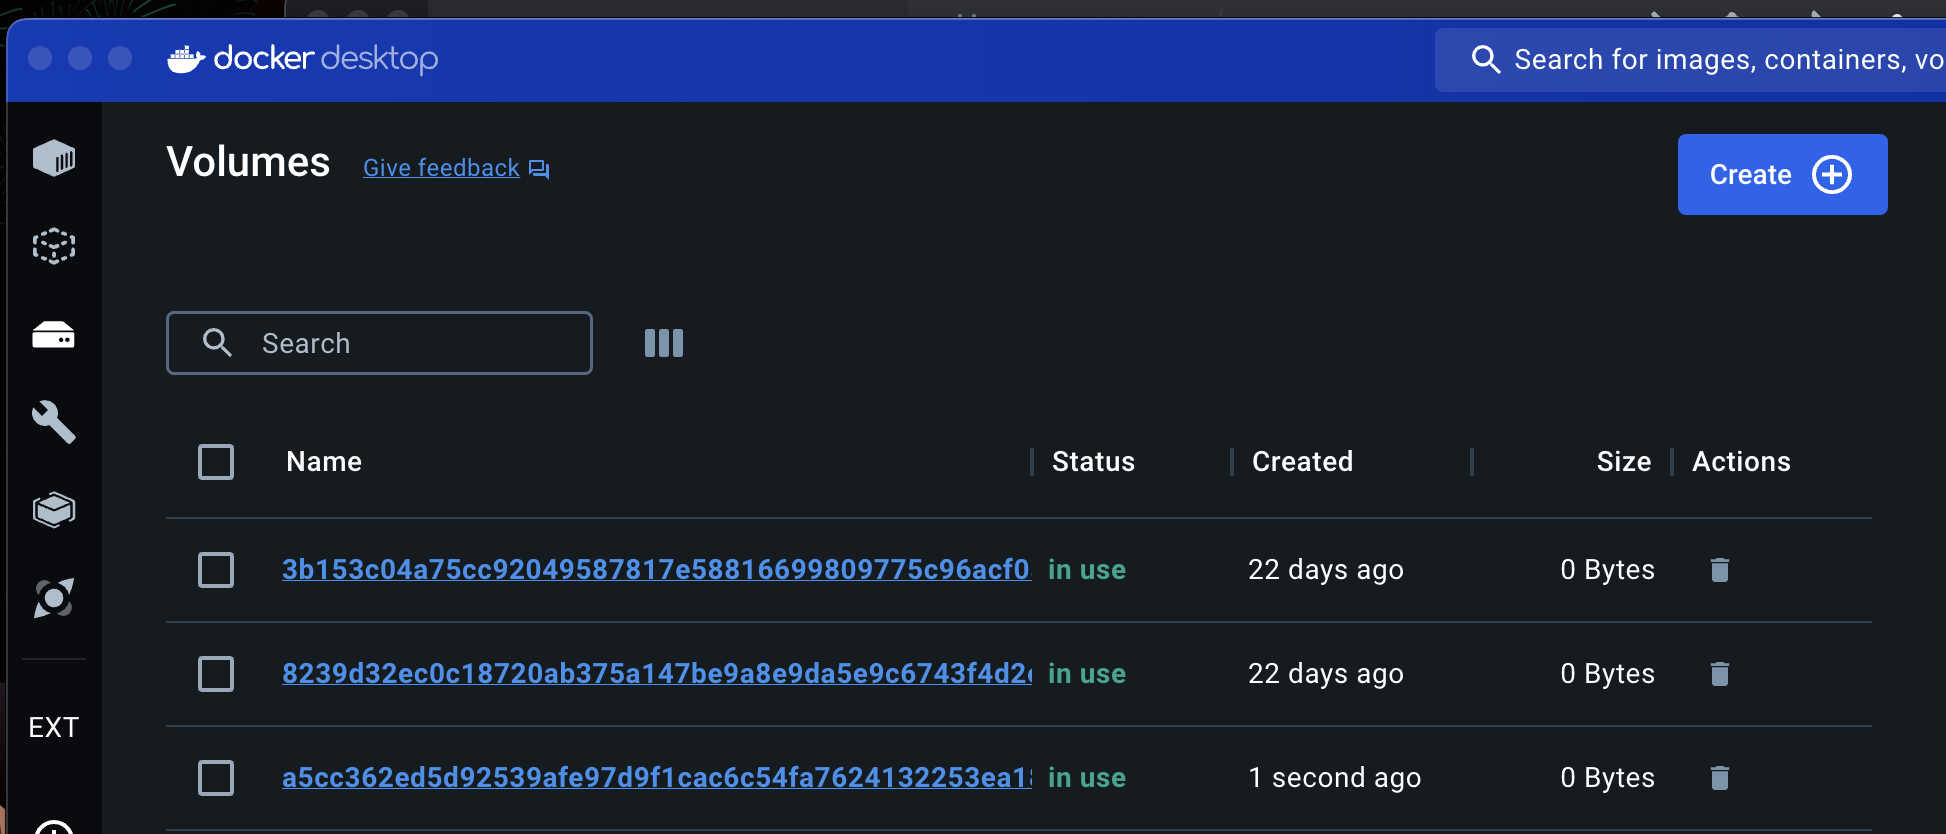 docker desktop
Search for images, containers, vo
Volumes
Give feedback
Create
Search
Name Status Created Size Actions
3b153c04a75cc92049587817e58816699809775c96acf0 in use 22 days ago 0 Bytes
8239d32ec0c18720ab375a147be9a8e9da5e9c6743f4d2 in use 22 days ago 0 Bytes
a5cc362ed5d92539afe97d9f1cac6c54fa7624132253ea1 in use 1 second ago 0 Bytes
EXT